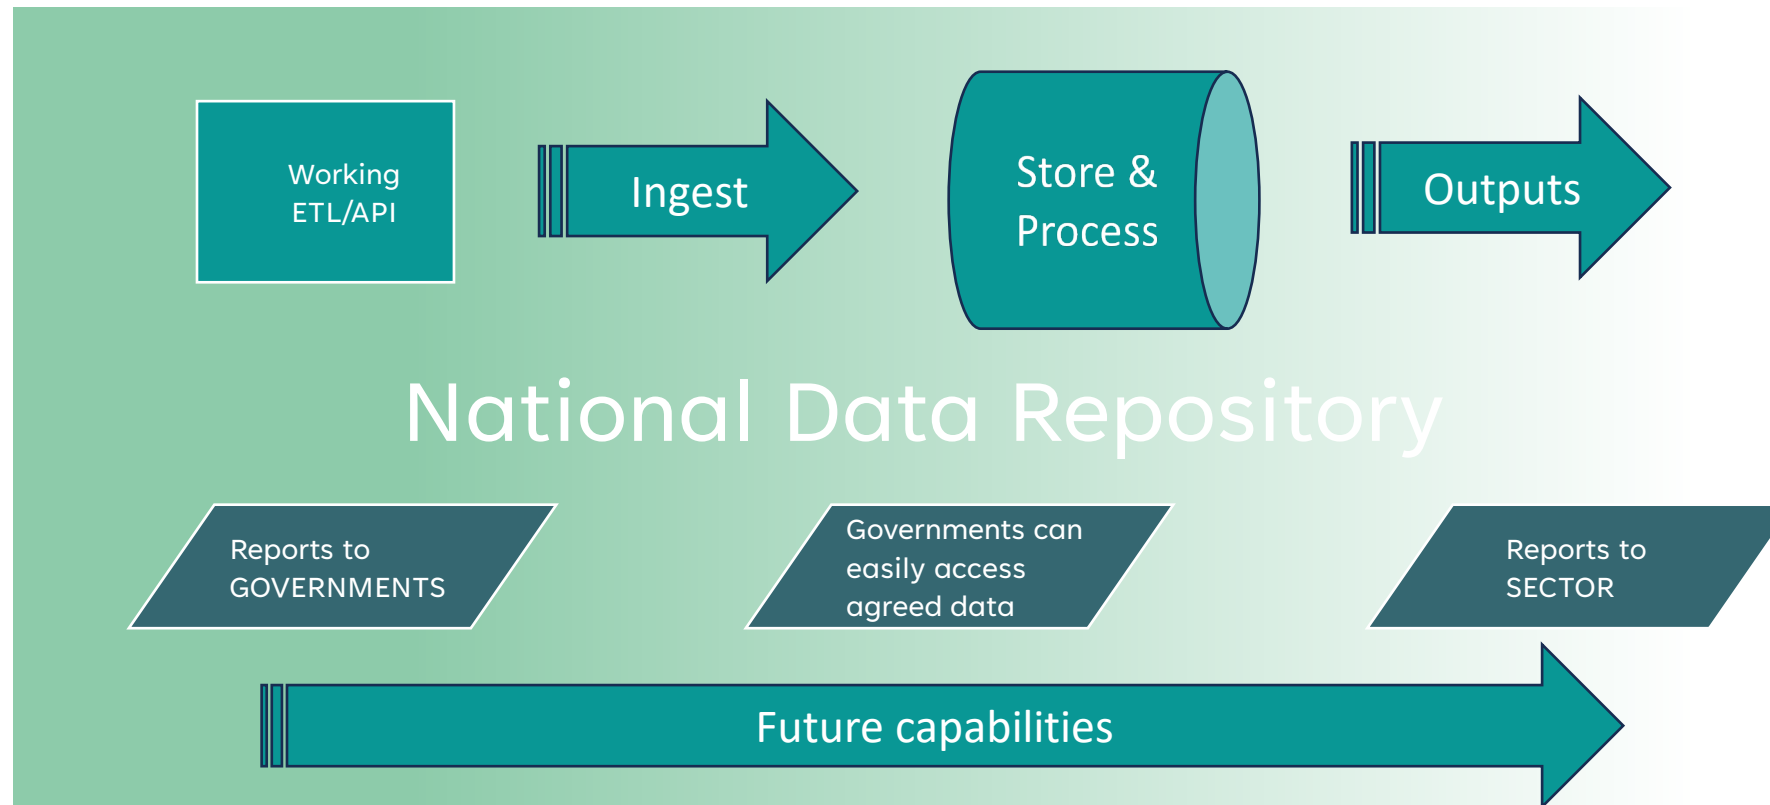 Working
ETL/API
Ingest
Store &
Process
Outputs
National Data Repository
Reports to
GOVERNMENTS
Governments can
easily access
agreed data
Reports to
SECTOR
Future capabilities